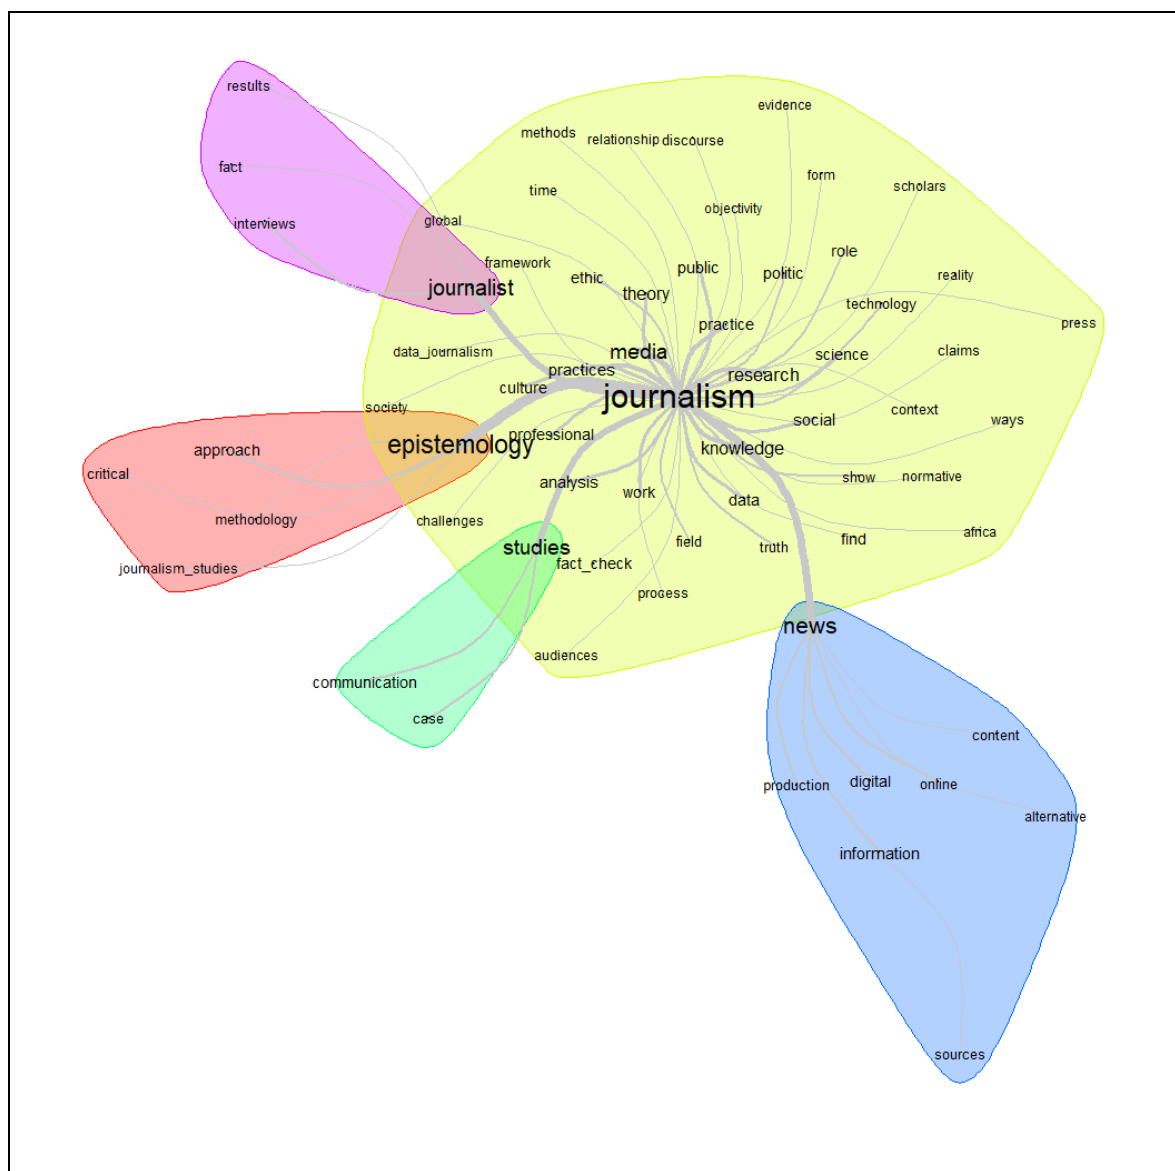 results
evidence
methods
relationship
discourse
fact
form
scholars
time
objectivity
interviews
global
role
framework
public
politic
reality
ethic
journalist
theory
technology
practice
press
data_journalism
media
science
claims
practices
research
culture
journalism
society
context
social
ways
professional
epistemology
knowledge
approach
critical
analysis
show
normative
work
data
methodology
challenges
africa
field
truth
find
studies
fact_check
journalism_studies
process
news
audiences
communication
case
content
production
digital
online
alternative
information
sources